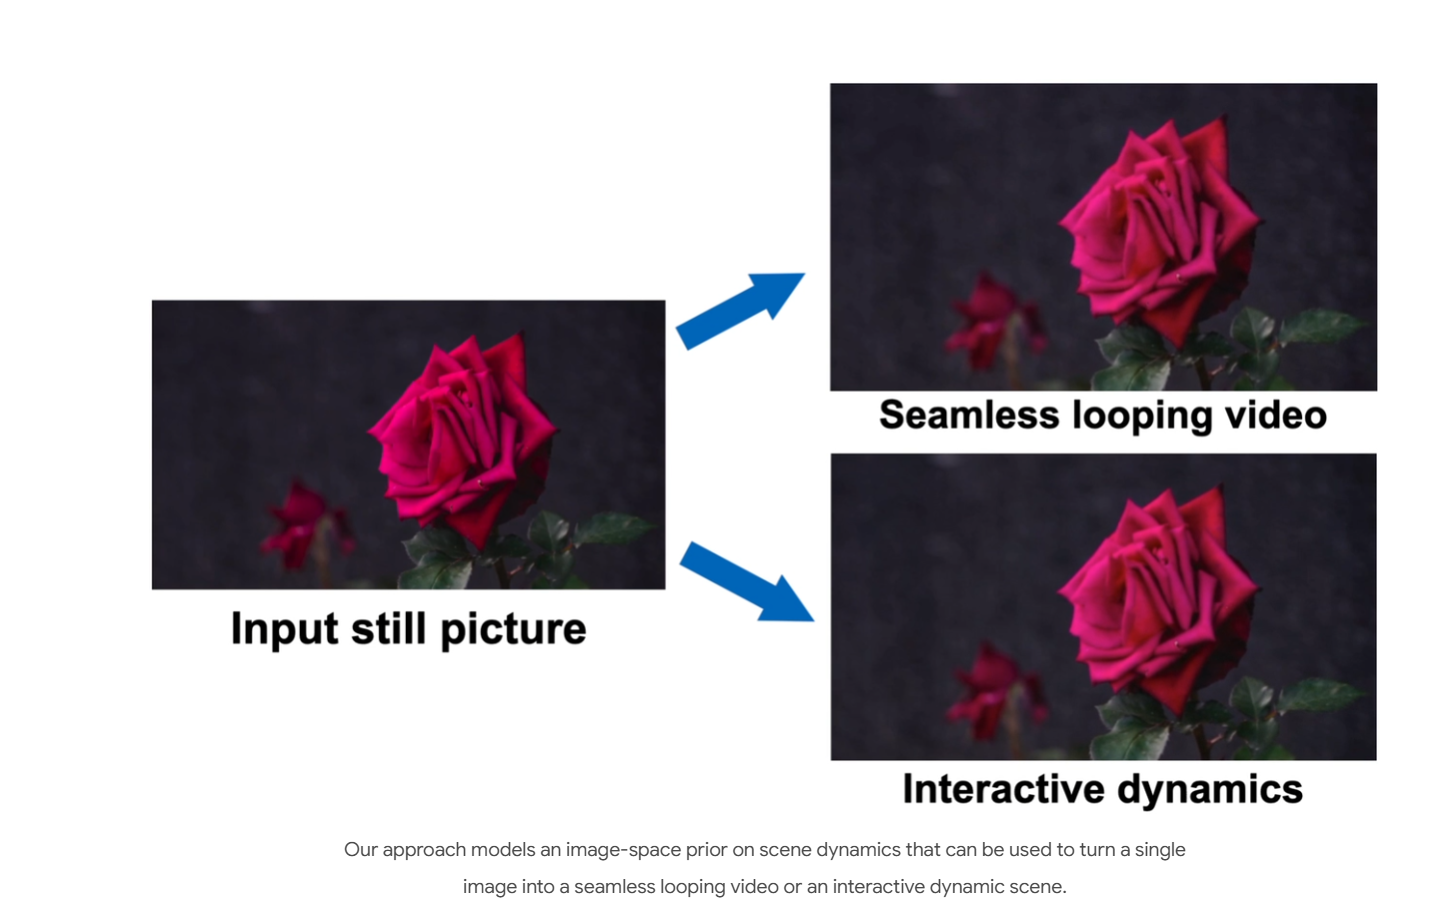 Seamless looping video
Input still picture
Interactive dynamics
Our approach models an image-space prior on scene dynamics that can be used to turn a single
image into a seamless looping video or an interactive dynamic scene.